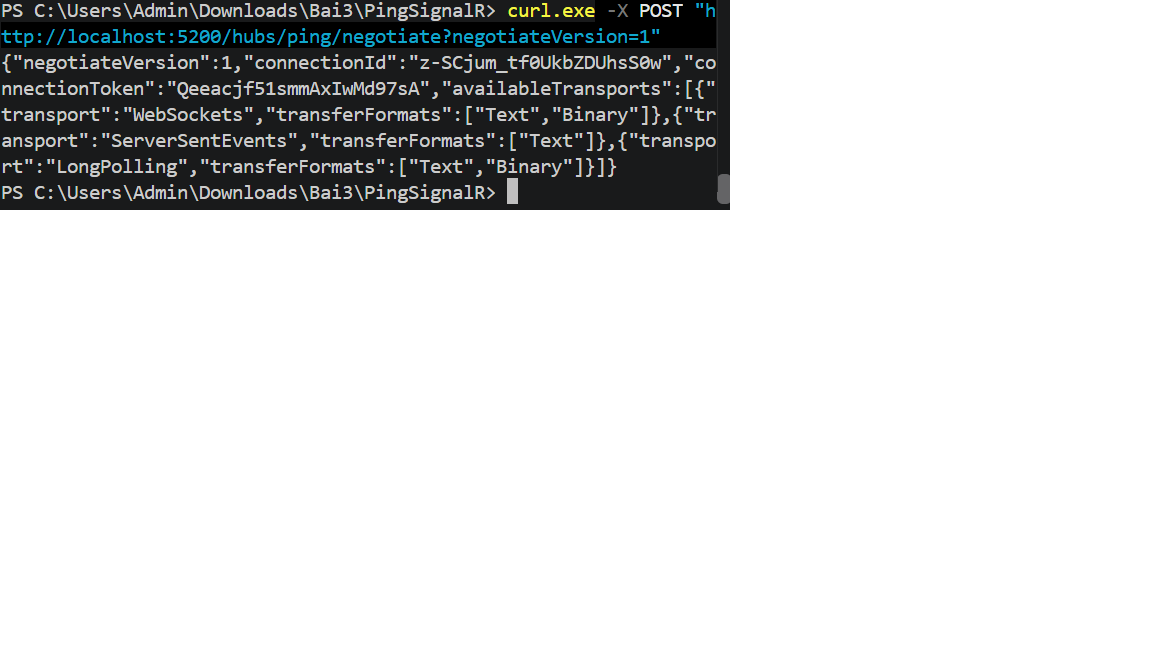 PS C:\Users\Admin\Downloads\Bai3\PingSignalR> curl.exe -X POST "h
ttp://localhost:5200/hubs/ping/negotiate?negotiateVersion=1"
{"negotiateVersion":1,"connectionId":"z-SCjum_tf0UkbZDUhsS0w","co
nnectionToken":"Qeeacjf51smmAxIwMd97sA","availableTransports":[{"
transport":"WebSockets","transferFormats":["Text","Binary"]},{"tr
ansport":"ServerSentEvents","transferFormats":["Text"]},{"transpo
rt":"LongPolling","transferFormats":["Text","Binary"]}]}
PS C:\Users\Admin\Downloads\Bai3\PingSignalR>